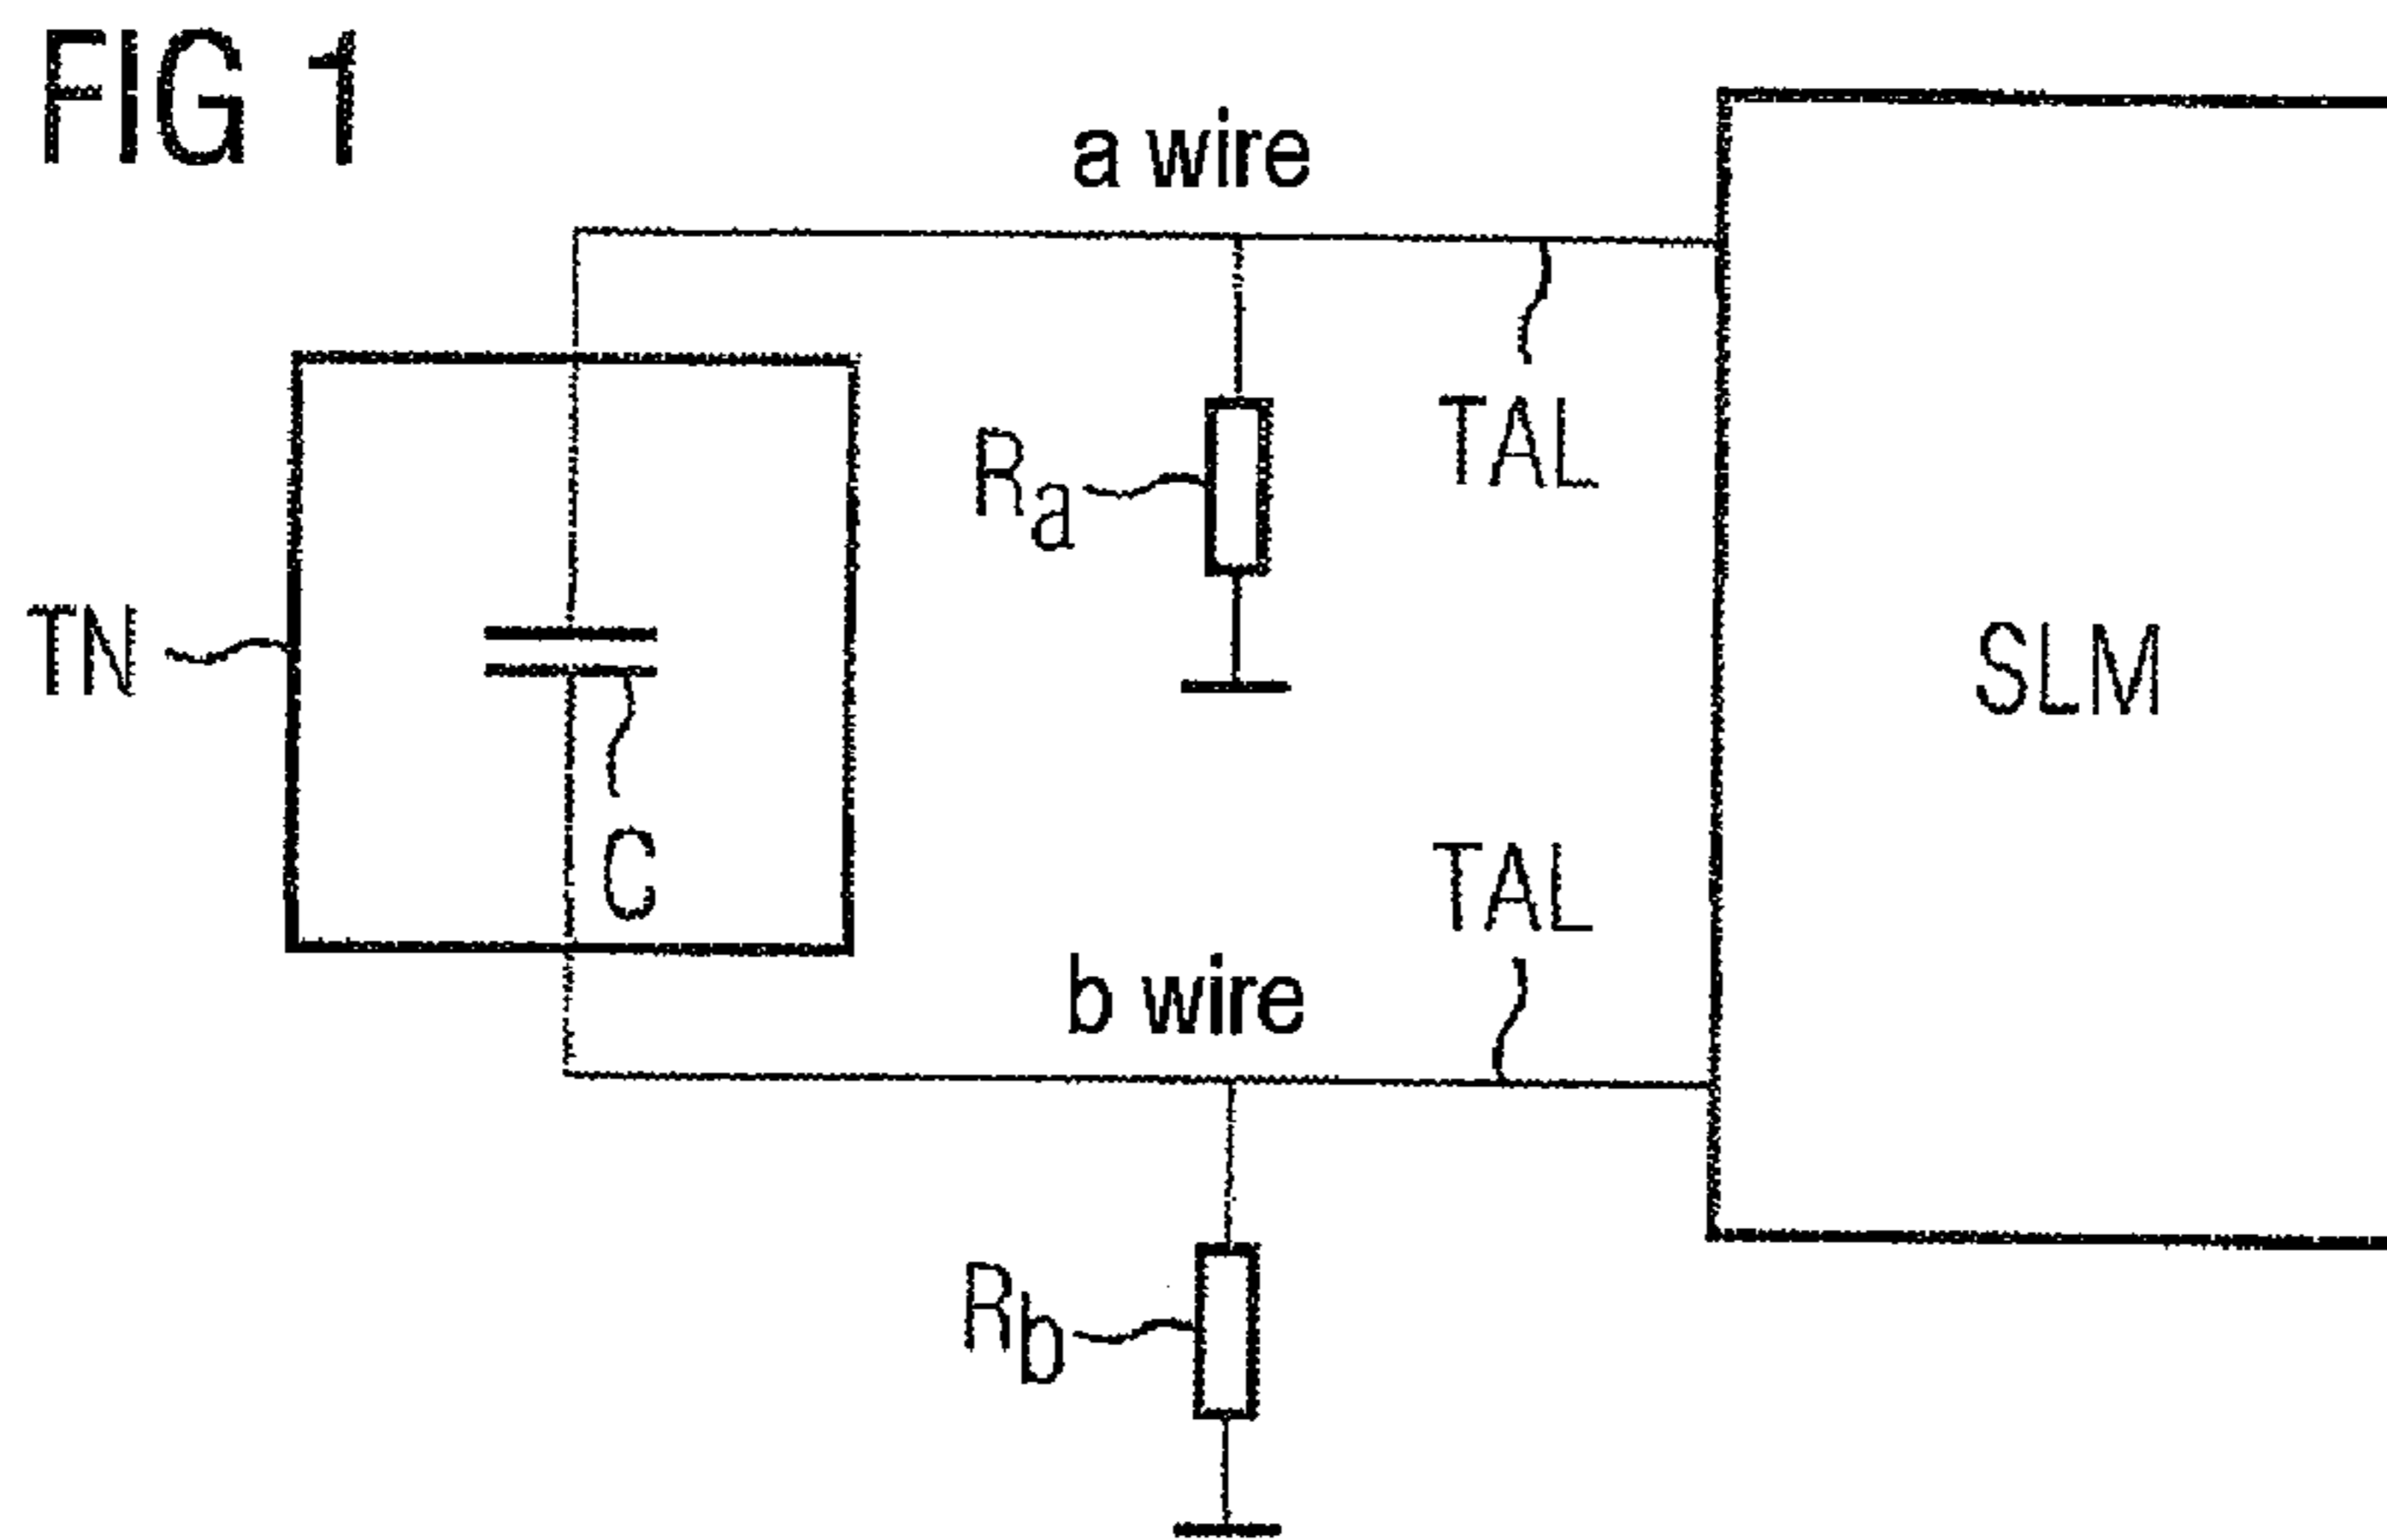 FIG 1
a wire
Ra
TAL
TN
SLM
C
TAL
b wire
Rb